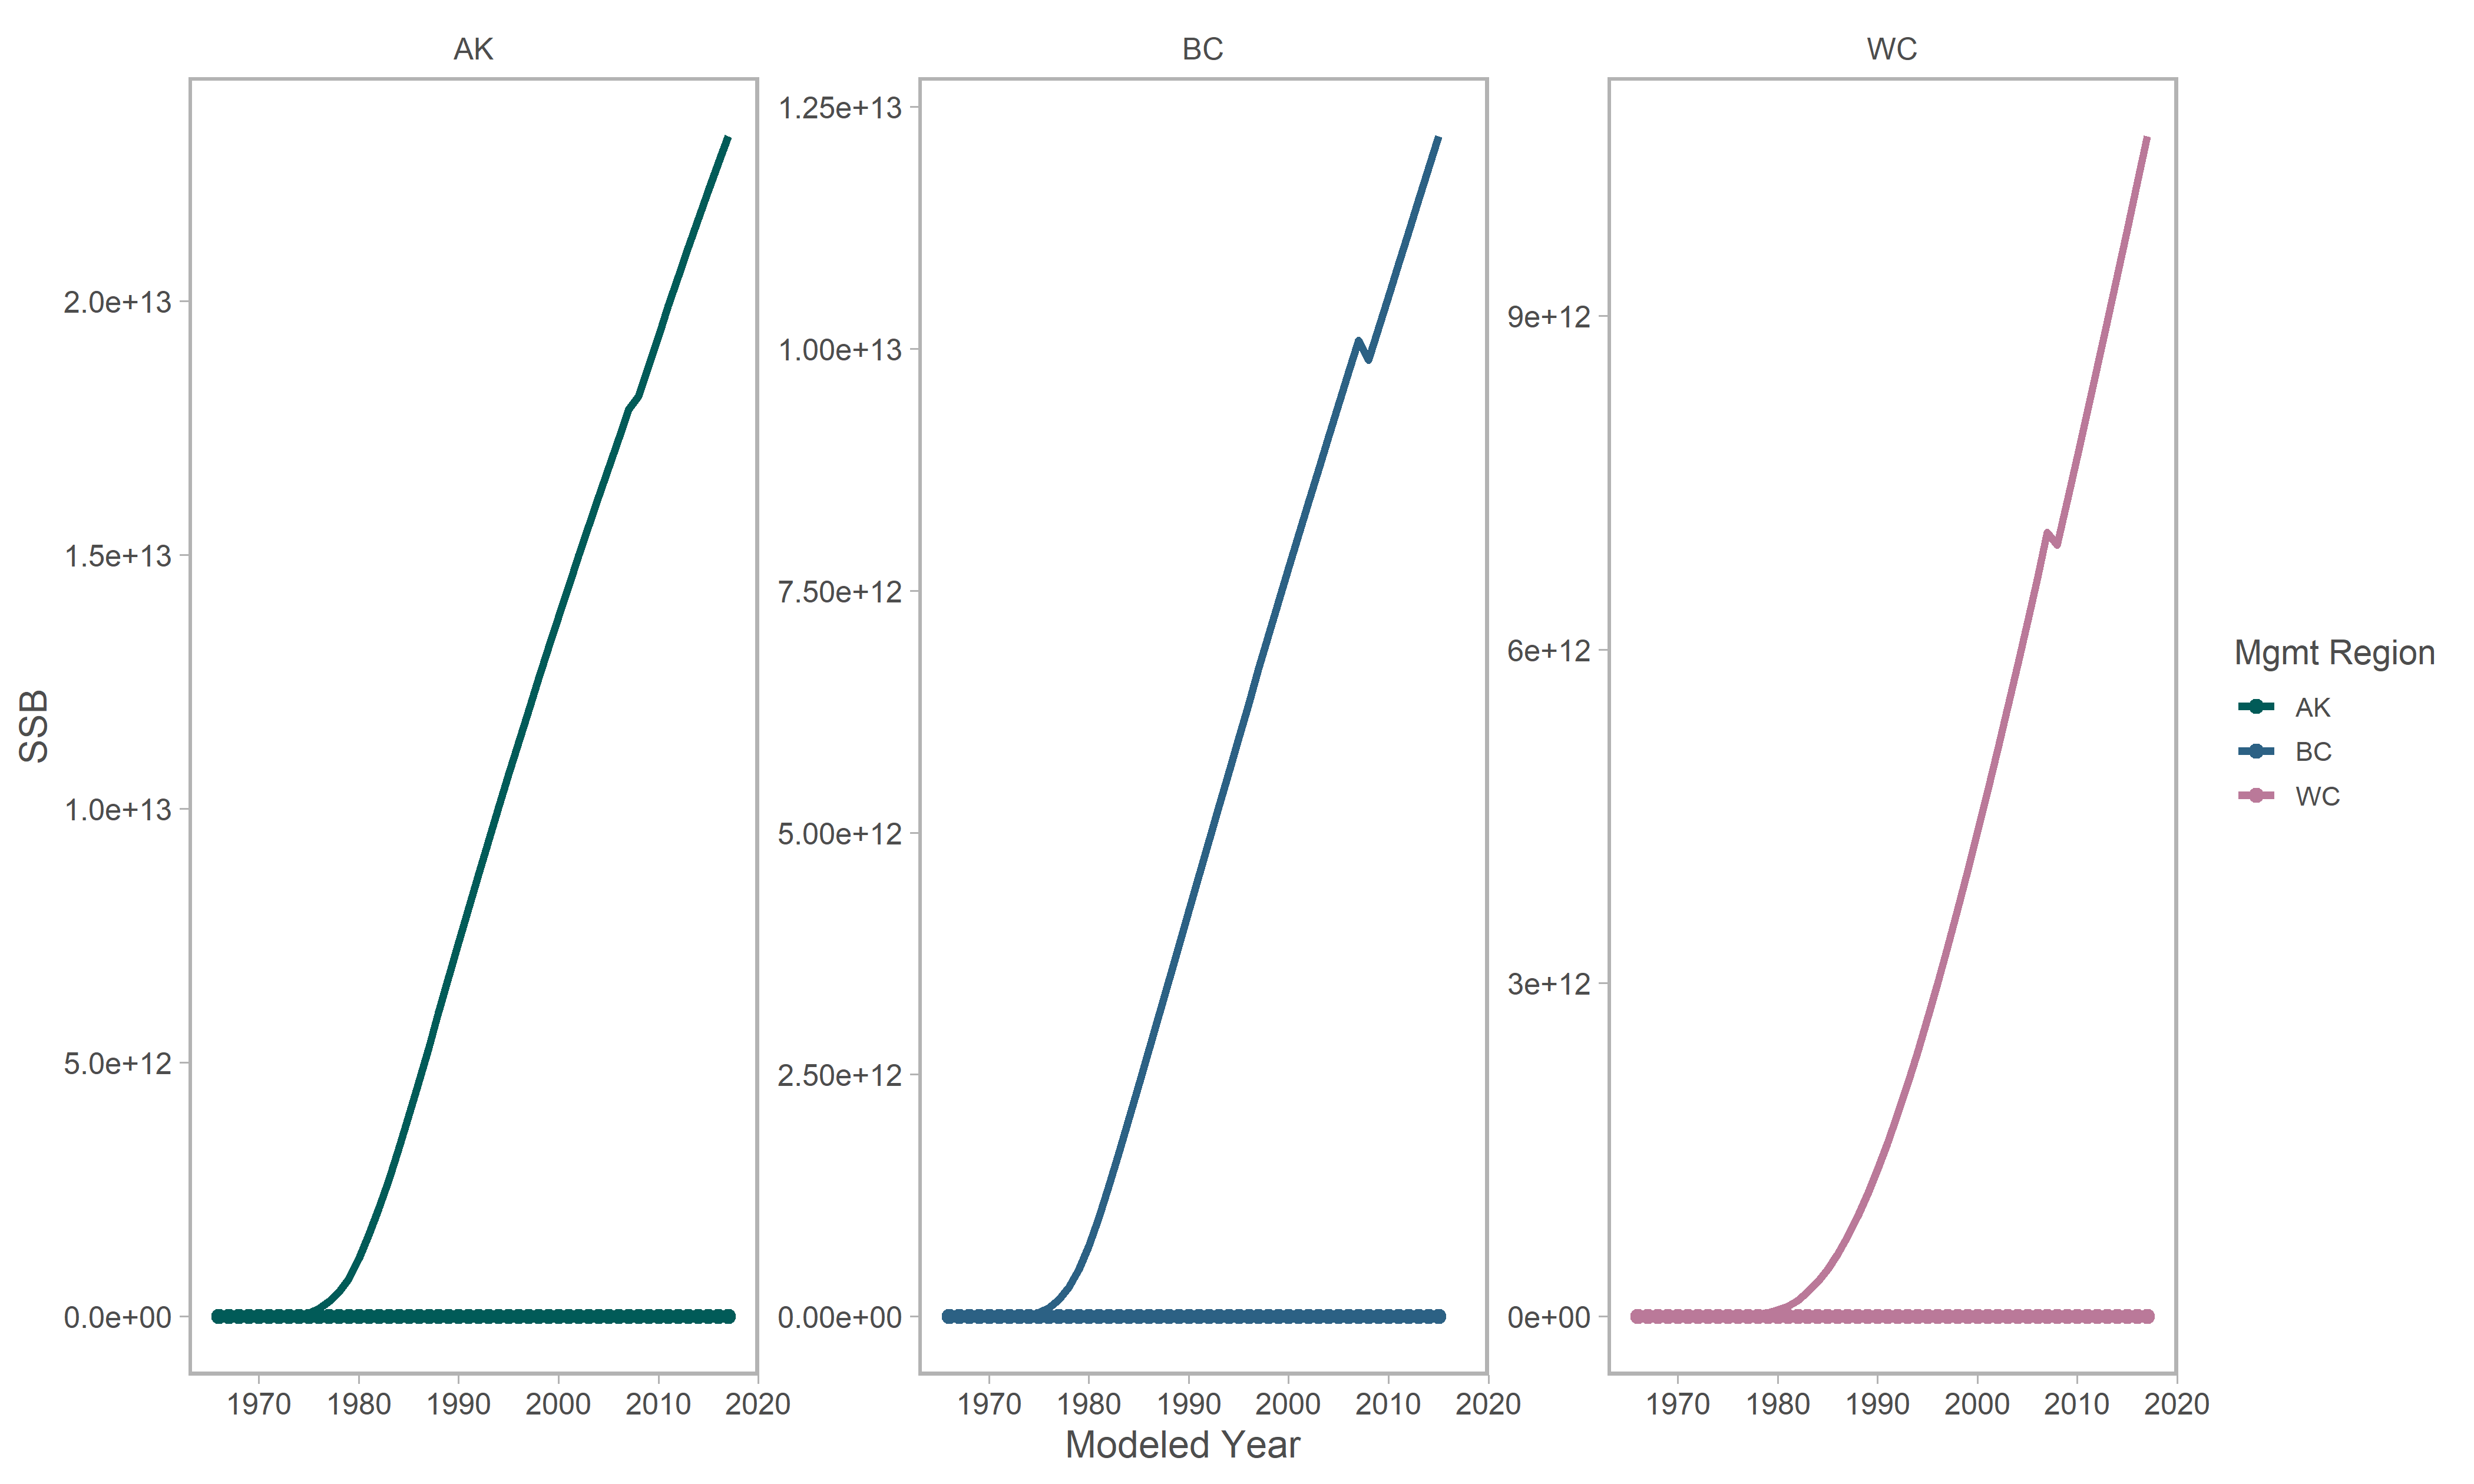 AK
BC
WC
1.25e+13
2.0e+13
9e+12
1.00e+13
1.5e+13
7.50e+12
6e+12
Mgmt Region
AK
BC
WC
SSB
1.0e+13
5.00e+12
3e+12
5.0e+12
2.50e+12
0.0e+00
0.00e+00
0e+00
1970 1980 1990 2000 2010 2020
1970 1980 1990 2000 2010 2020
1970 1980 1990 2000 2010 2020
Modeled Year